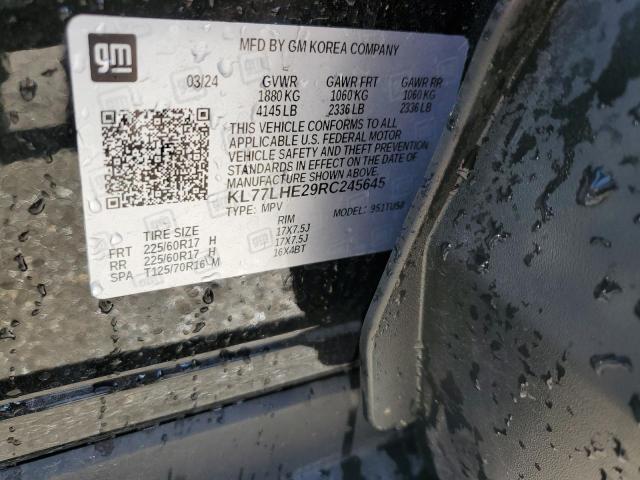 gm
MFD BY GM KOREA COMPANY
03/24 GVWR GAWR FRT GAWR RR
1880 KG 1060 KG 1060 KG
4145 LB 2336 LB 2336 LB
THIS VEHICLE CONFORMS TO ALL
APPLICABLE U.S. FEDERAL MOTOR
VEHICLE SAFETY AND THEFT PREVENTION
STANDARDS IN EFFECT ON THE DATE OF
MANUFACTURE SHOWN ABOVE.
KL77LHE29RC245645
TYPE: MPV MODEL: 9S1TU58
TIRE SIZE RIM
FRT 225/60R17 H 17X7.5J
RR 225/60R17 H 17X7.5J
SPA T125/70R16 M 16X4BT